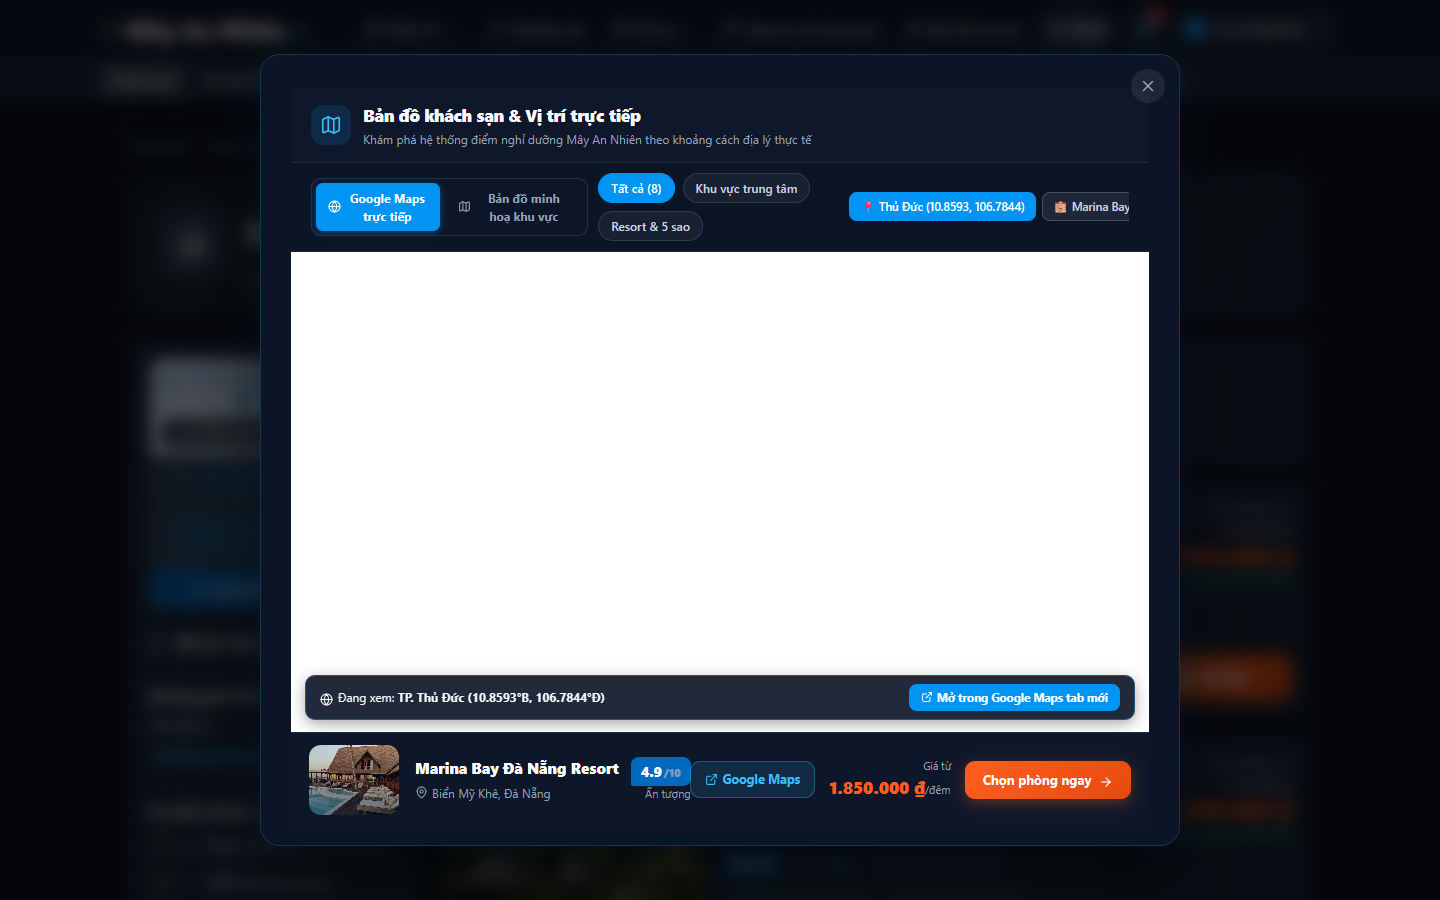 Bản đồ khách sạn & Vị trí trực tiếp
Khám phá hệ thống điểm nghỉ dưỡng Mây An Nhiên theo khoảng cách địa lý thực tế
Google Maps
trực tiếp
Bản đồ minh
hoạ khu vực
Tất cả (8)
Khu vực trung tâm
Resort & 5 sao
Thủ Đức (10.8593, 106.7844)
Marina Bay
Đang xem: TP. Thủ Đức (10.8593°B, 106.7844°Đ)
Mở trong Google Maps tab mới
Marina Bay Đà Nẵng Resort
Biển Mỹ Khê, Đà Nẵng
4.9 /10
Ấn tượng
Google Maps
Giá từ
1.850.000 ₫/đêm
Chọn phòng ngay →